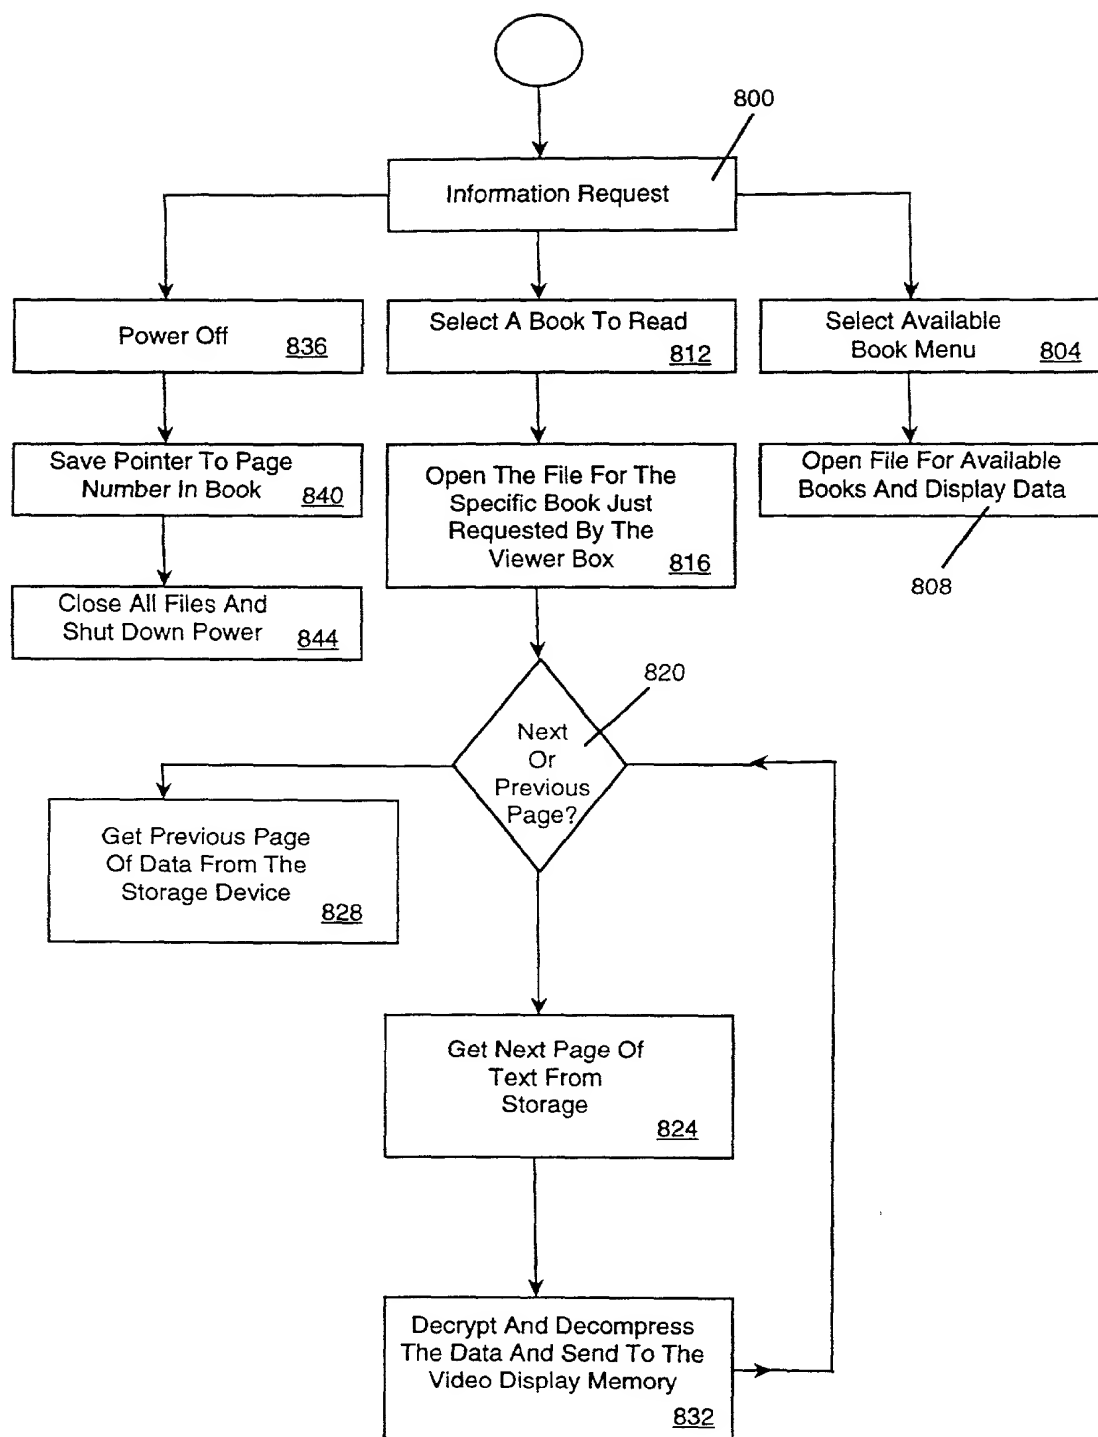 800
Information Request
Power Off
836
Select A Book To Read
812
Select Available
Book Menu
804
Save Pointer To Page
Number In Book
840
Open The File For The
Specific Book Just
Requested By The
Viewer Box
816
Open File For Available
Books And Display Data
808
Close All Files And
Shut Down Power
844
820
Next
Or
Previous
Page?
Get Previous Page
Of Data From The
Storage Device
828
Get Next Page Of
Text From
Storage
824
Decrypt And Decompress
The Data And Send To The
Video Display Memory
832